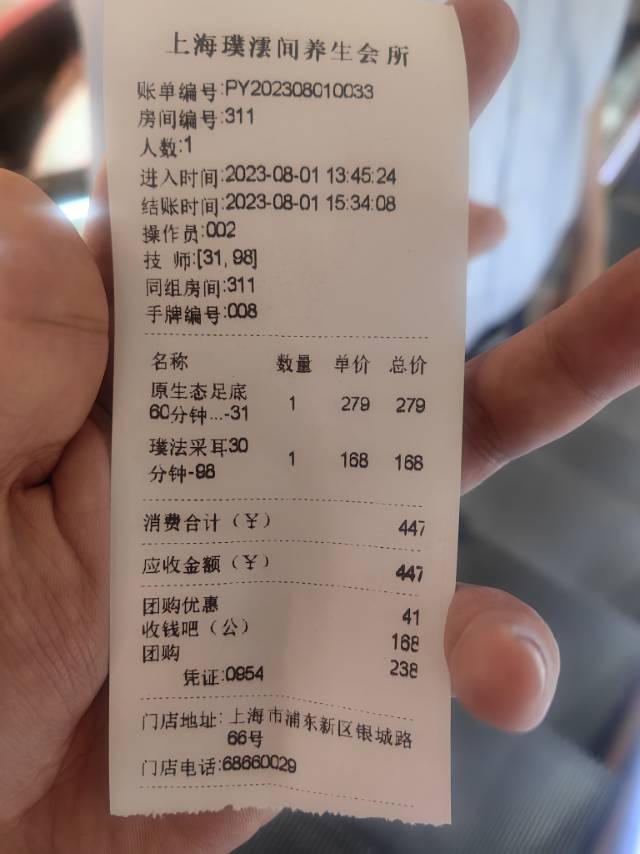 上海璞澐间养生会所
账单编号:PY202308010033
房间编号:311
人数:1
进入时间:2023-08-01 13:45:24
结账时间:2023-08-01 15:34:08
操作员:002
技 师:[31, 98]
同组房间:311
手牌编号:008
名称 数量 单价 总价
原生态足底 1 279 279
60分钟...-31
璞法采耳30 1 168 168
分钟-98
消费合计（￥） 447
应收金额（￥） 447
团购优惠 41
收钱吧（公） 168
团购 238
凭证:0954
门店地址: 上海市浦东新区银城路
66号
门店电话:68660029